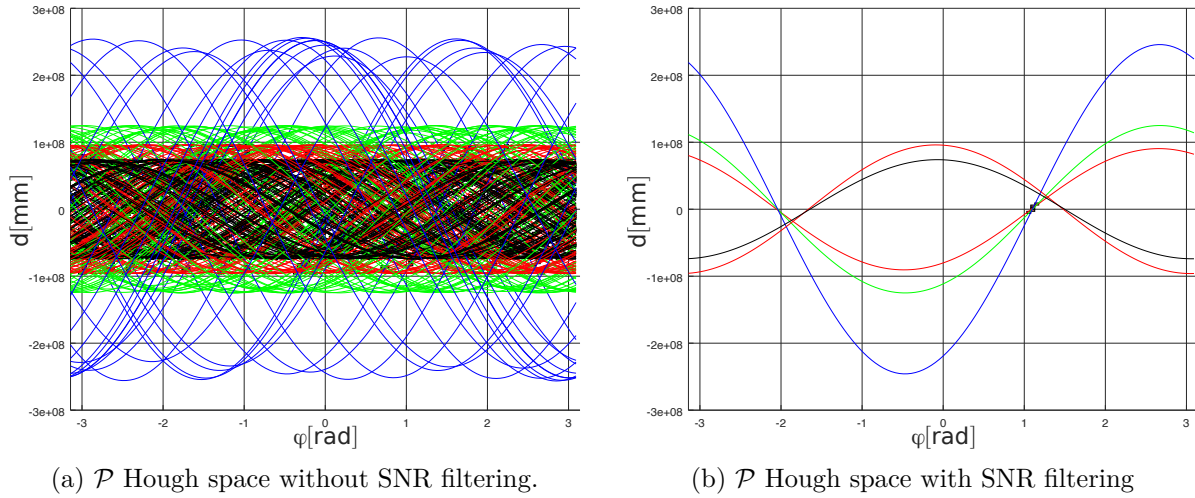 3e+08
2e+08
1e+08
0
-1e+08
-2e+08
-3e+08
d[mm]
-3 -2 -1 0 1 2 3
φ[rad]
(a) 𝒫 Hough space without SNR filtering.
3e+08
2e+08
1e+08
0
-1e+08
-2e+08
-3e+08
d[mm]
-3 -2 -1 0 1 2 3
φ[rad]
(b) 𝒫 Hough space with SNR filtering